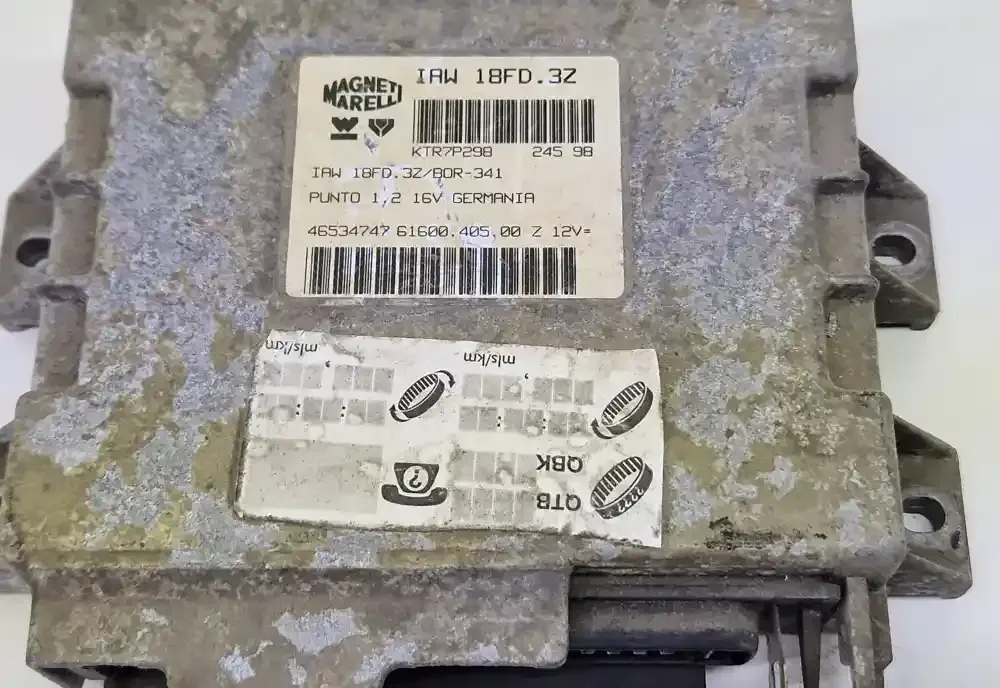 IAW 18FD.3Z
MAGNETI
MARELLI
KTR7P298 245 98
IAW 18FD.3Z/BOR-341
PUNTO 1,2 16V GERMANIA
46534747 61600.405.00 Z 12V=
mls/km
mls/km
QBK
QTB